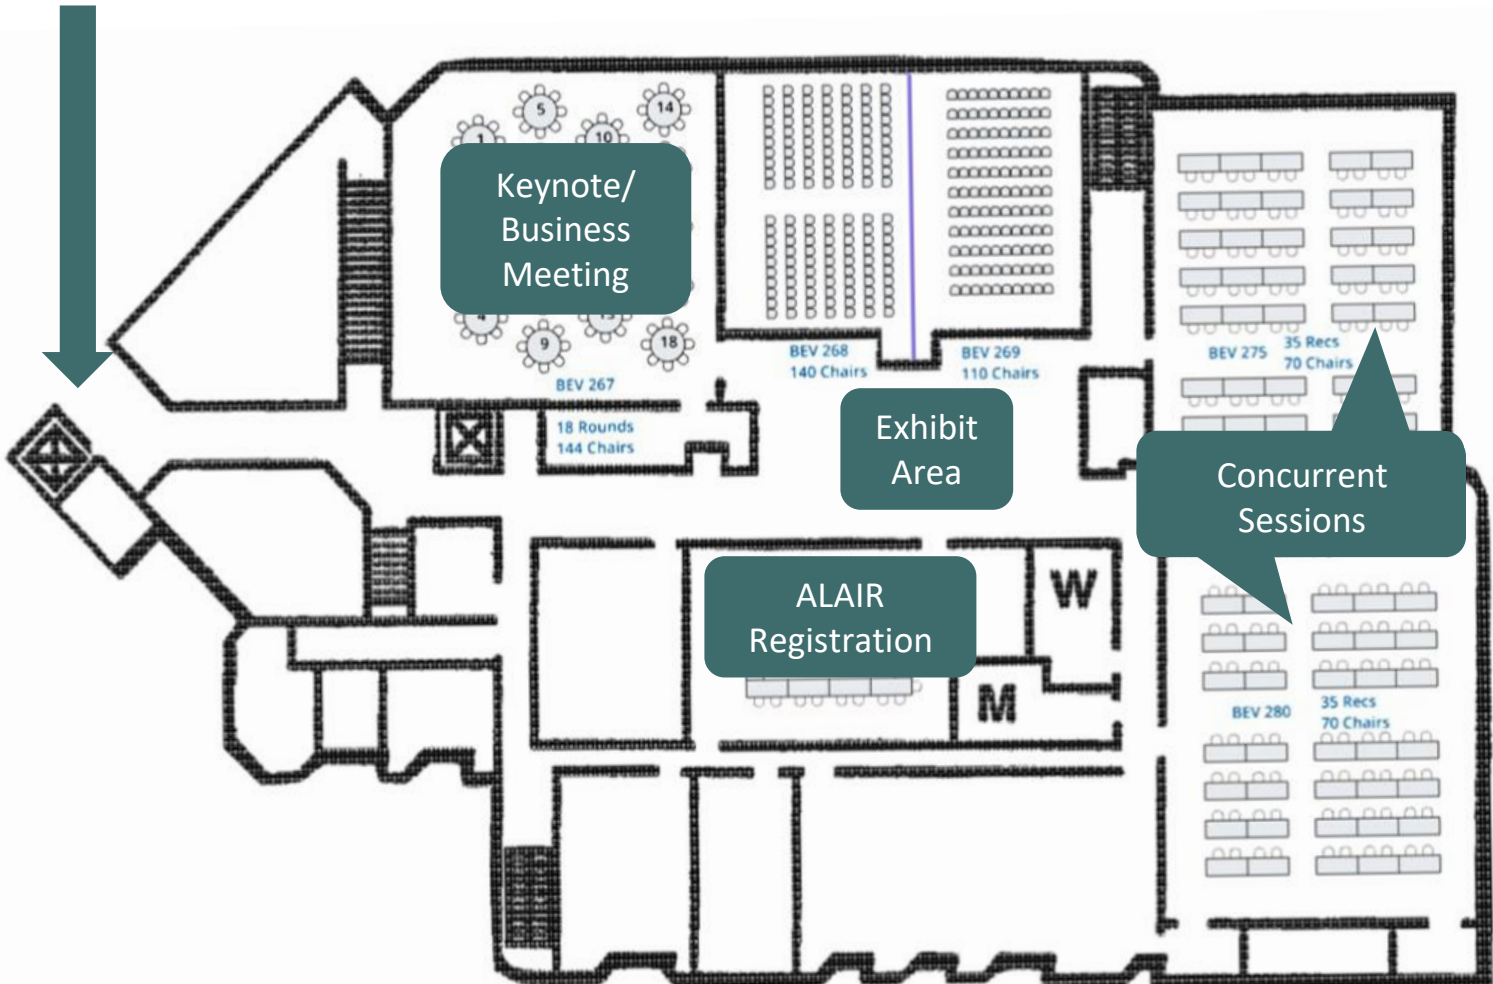 5
14
1
10
Keynote/
Business
Meeting
4
13
9
18
BEV 267
18 Rounds
144 Chairs
BEV 268
140 Chairs
BEV 269
110 Chairs
BEV 275
35 Recs
70 Chairs
Exhibit
Area
Concurrent
Sessions
ALAIR
Registration
W
M
BEV 280
35 Recs
70 Chairs